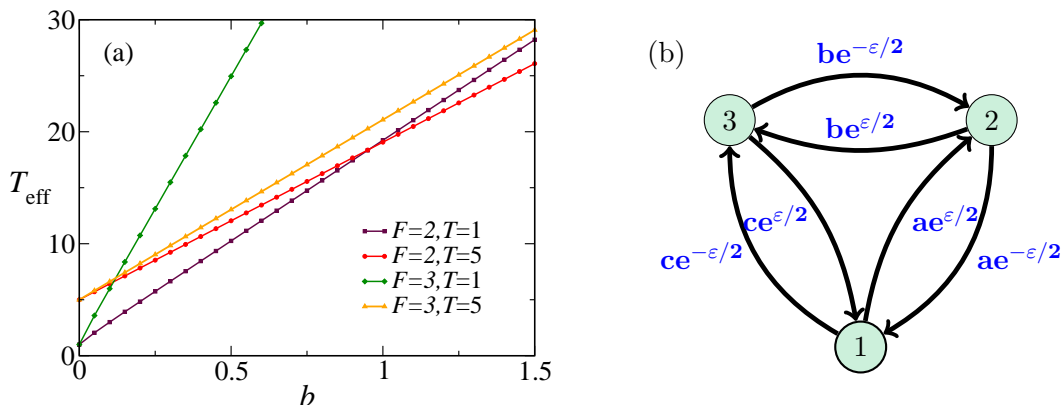 (a)
T_eff
30
20
10
0
0
0.5
1
1.5
b
F=2,T=1
F=2,T=5
F=3,T=1
F=3,T=5
(b)
be^{-ε/2}
3
2
be^{ε/2}
ce^{ε/2}
ae^{ε/2}
ce^{-ε/2}
ae^{-ε/2}
1